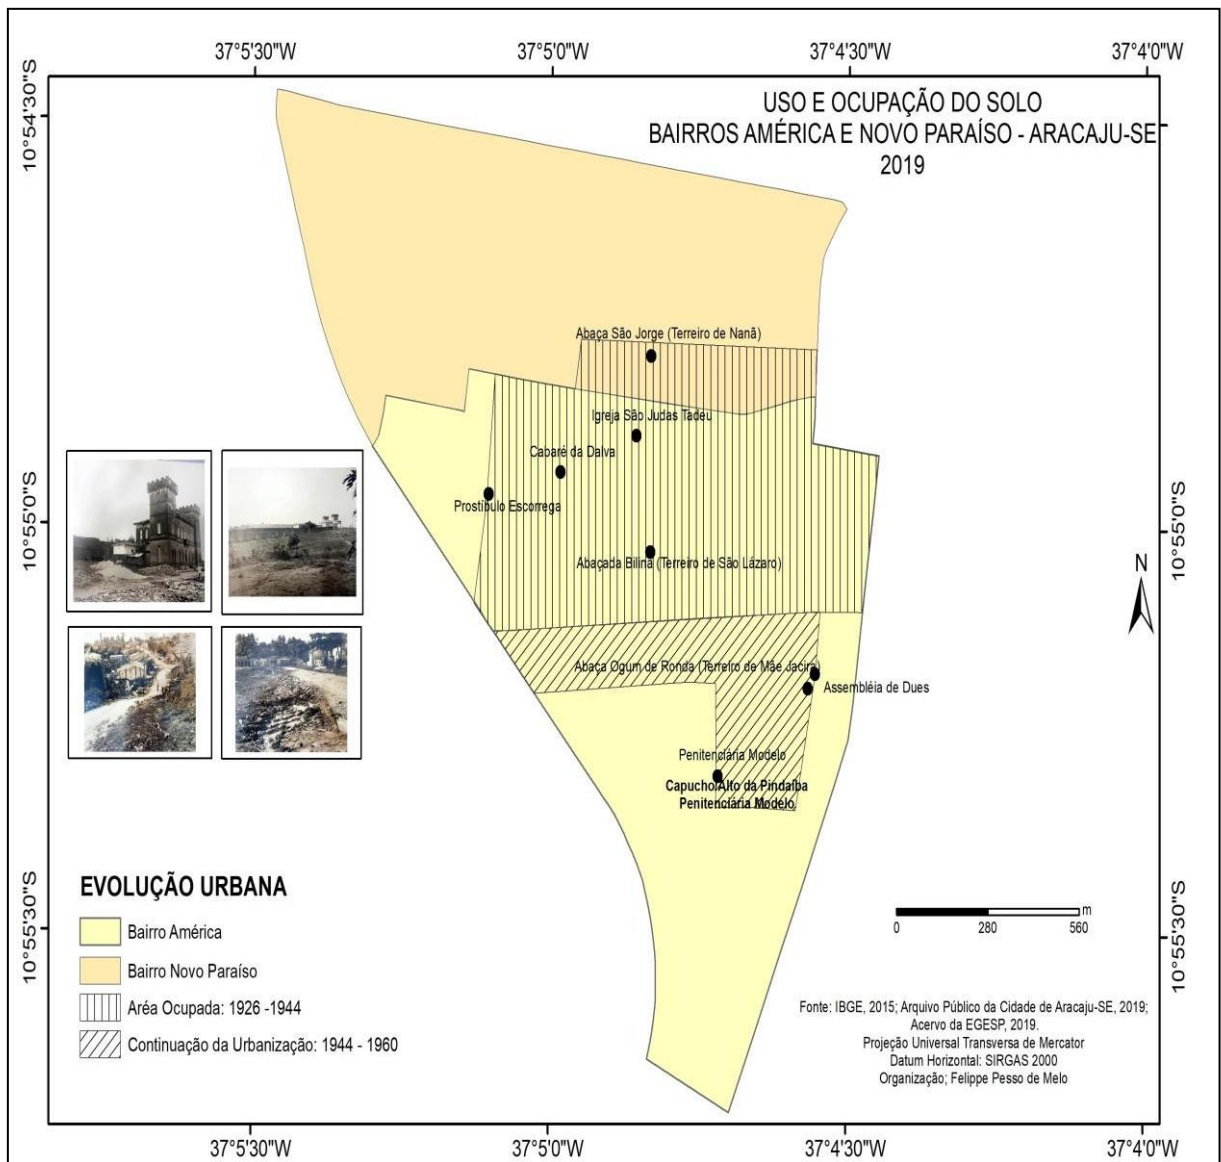 37°5'30"W
37°5'0"W
37°4'30"W
37°4'0"W
10°54'30"S
USO E OCUPAÇÃO DO SOLO
BAIRROS AMÉRICA E NOVO PARAÍSO - ARACAJU-SE
2019
Abaça São Jorge (Terreiro de Nanã)
Igreja São Judas Tadeu
Cabaré da Dalva
Prostíbulo Escorrega
10°55'0"S
10°55'0"S
Abaçada Bilina (Terreiro de São Lázaro)
N
Abaça Ogum de Ronda (Terreiro de Mãe Jacira)
Assembléia de Dues
Penitenciária Modelo
Capucho Alto da Pindaíba
Penitenciária Modelo
EVOLUÇÃO URBANA
Bairro América
Bairro Novo Paraíso
Aréa Ocupada: 1926 -1944
Continuação da Urbanização: 1944 - 1960
m
0 280 560
10°55'30"S
10°55'30"S
Fonte: IBGE, 2015; Arquivo Público da Cidade de Aracaju-SE, 2019;
Acervo da EGESP, 2019.
Projeção Universal Transversa de Mercator
Datum Horizontal: SIRGAS 2000
Organização; Felippe Pesso de Melo
37°5'30"W
37°5'0"W
37°4'30"W
37°4'0"W